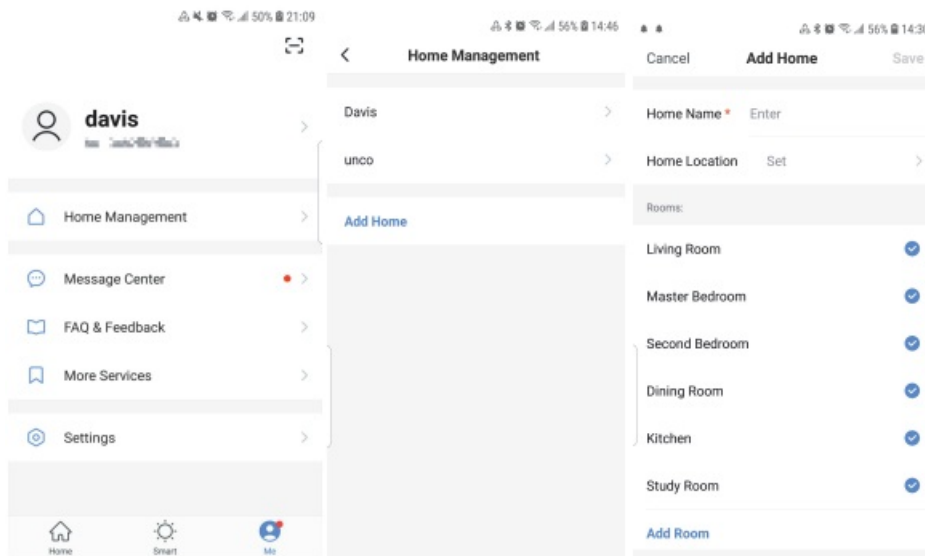 50% 21:09
davis
Home Management
Message Center
FAQ & Feedback
More Services
Settings
Home
Smart
Me
56% 14:46
Home Management
Davis
unco
Add Home
56% 14:30
Cancel Add Home Save
Home Name * Enter
Home Location Set
Rooms:
Living Room
Master Bedroom
Second Bedroom
Dining Room
Kitchen
Study Room
Add Room